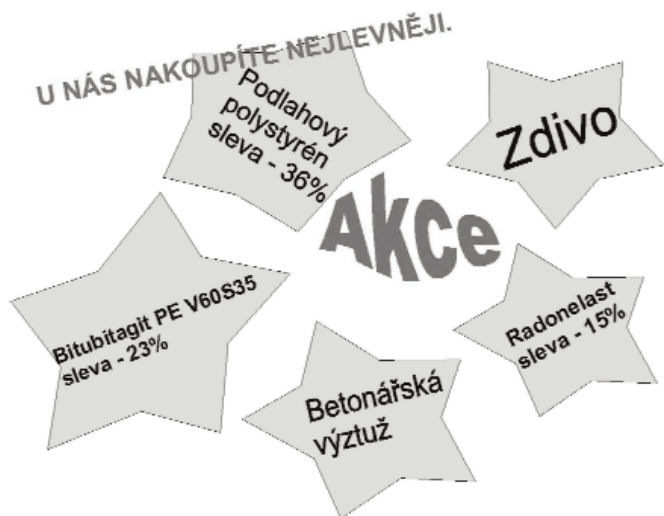 U NÁS NAKOUPÍTE NEJLEVNĚJI.
Podlahový
polystyrén
sleva - 36%
Zdivo
Akce
Bitubitagit PE V60S35
sleva - 23%
Radonelast
sleva - 15%
Betonářská
výztuž